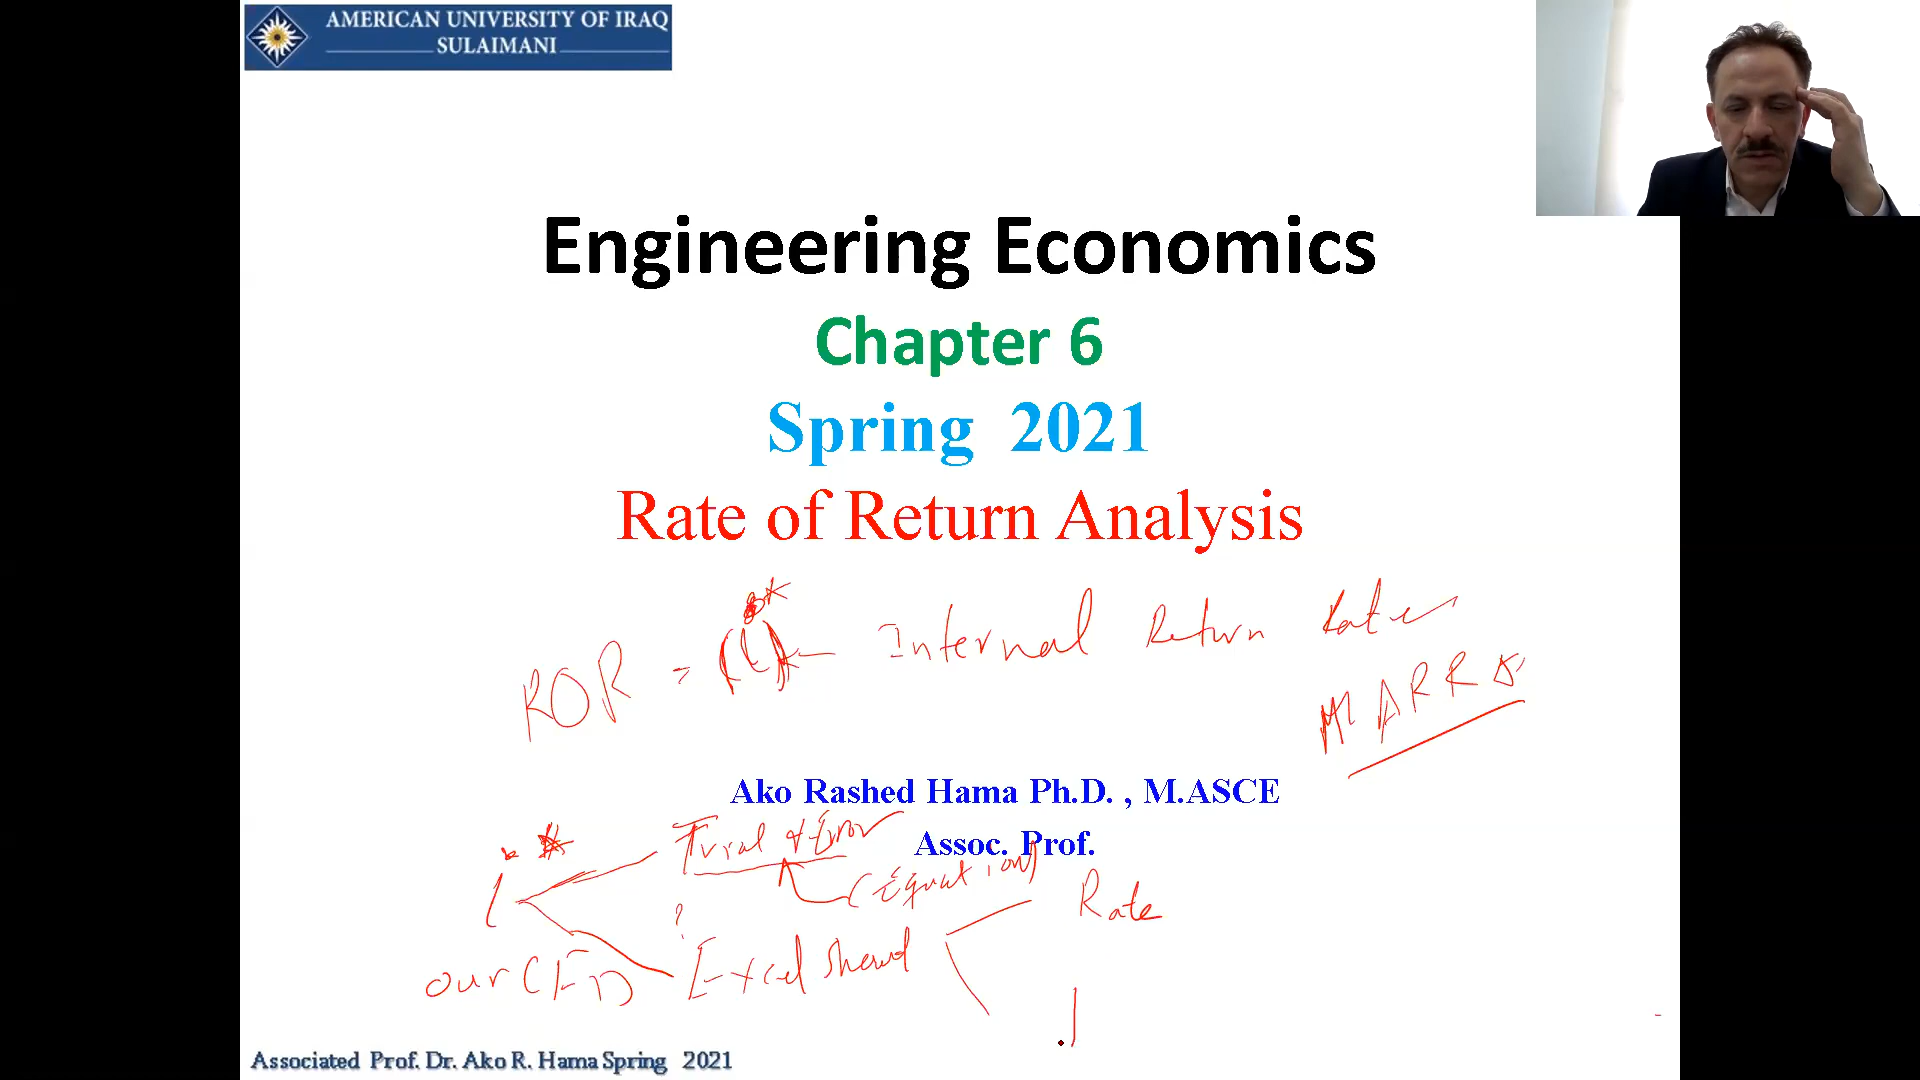 AMERICAN UNIVERSITY OF IRAQ
SULAIMANI
Engineering Economics
Chapter 6
Spring 2021
Rate of Return Analysis
ROR = (i)* Internal Return Rate
MARR
Ako Rashed Hama Ph.D. , M.ASCE
Assoc. Prof.
i* Trial & Error
(Equation)
Rate
?
our CFD Excel
Associated Prof. Dr. Ako R. Hama Spring 2021